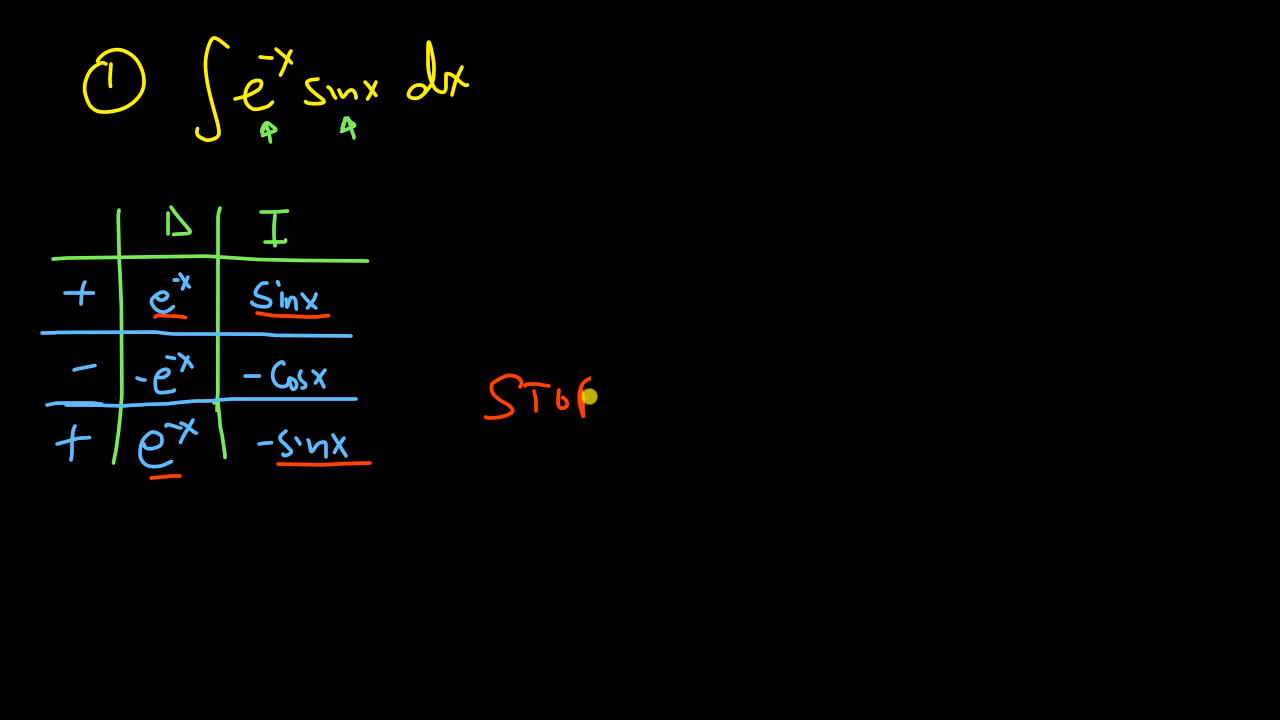 ① ∫ e^{-x} sinx dx
D I
+ e^{-x} sinx
- -e^{-x} -cosx
STOP
+ e^{-x} -sinx